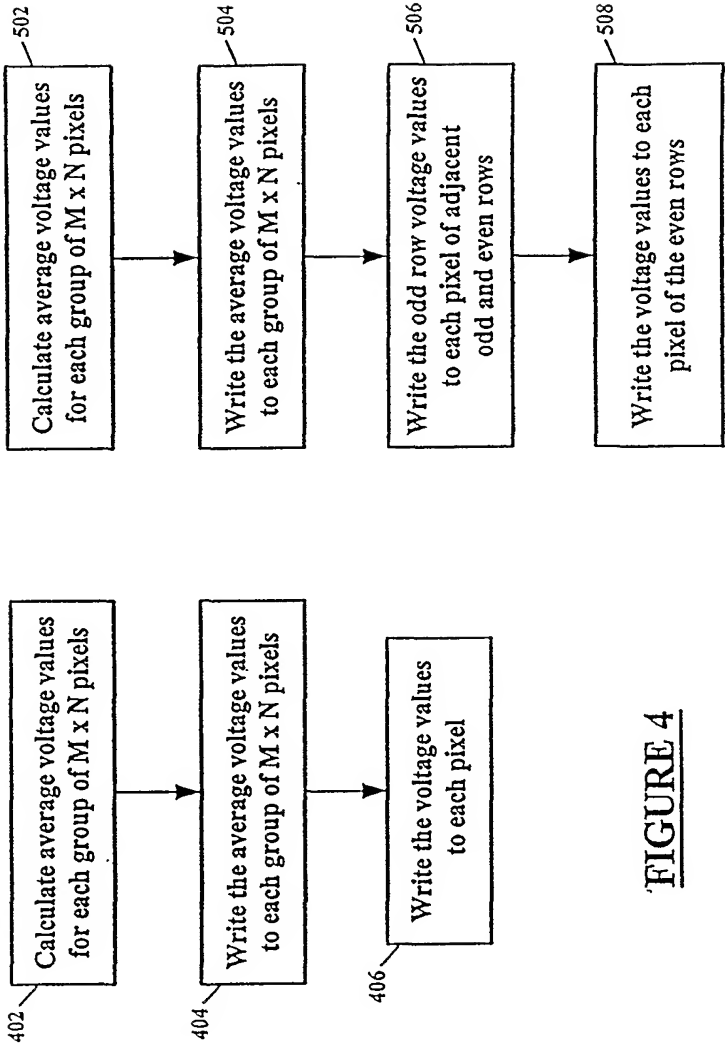 402
Calculate average voltage values
for each group of M x N pixels
404
Write the average voltage values
to each group of M x N pixels
406
Write the voltage values
to each pixel
FIGURE 4
502
Calculate average voltage values
for each group of M x N pixels
504
Write the average voltage values
to each group of M x N pixels
506
Write the odd row voltage values
to each pixel of adjacent
odd and even rows
508
Write the voltage values to each
pixel of the even rows